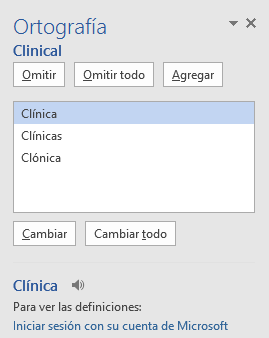 Ortografía
Clinical
Omitir Omitir todo Agregar
Clínica
Clínicas
Clónica
Cambiar Cambiar todo
Clínica
Para ver las definiciones:
Iniciar sesión con su cuenta de Microsoft